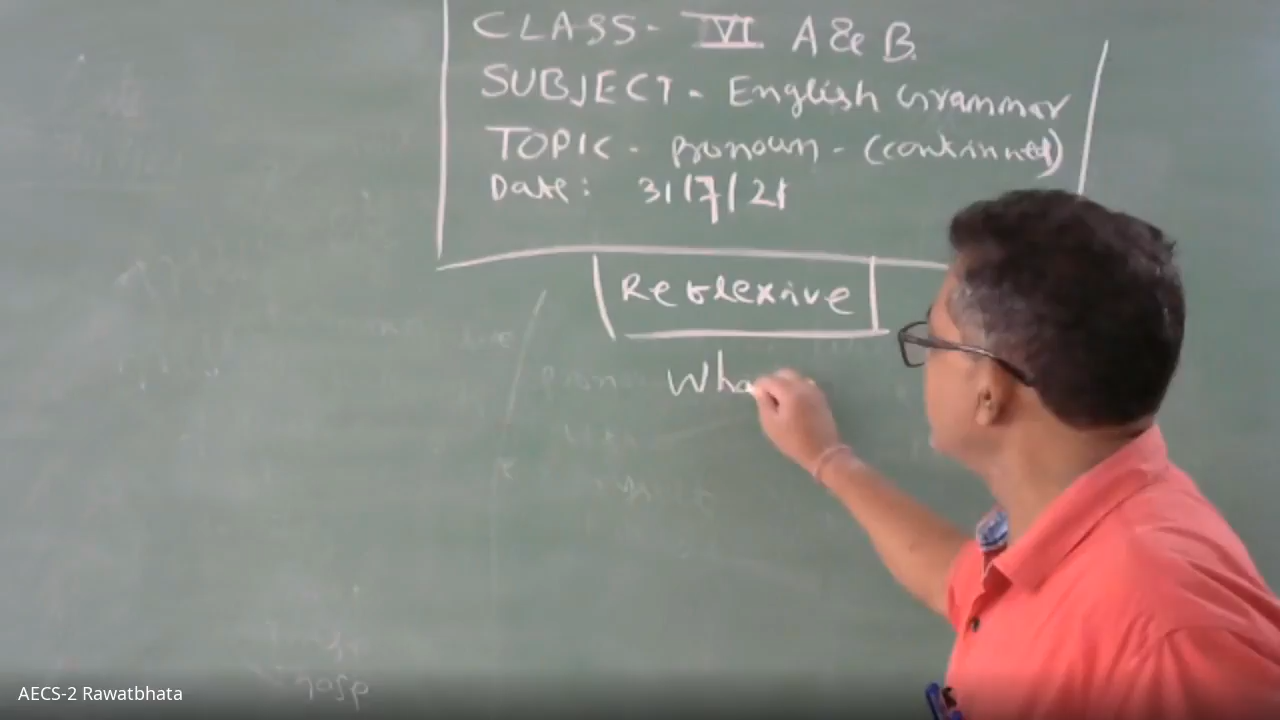 CLASS- VI A & B.
SUBJECT - English Grammar
TOPIC - Pronoun - (continued)
Date: 31/7/21
Reflexive
Wha
AECS-2 Rawatbhata